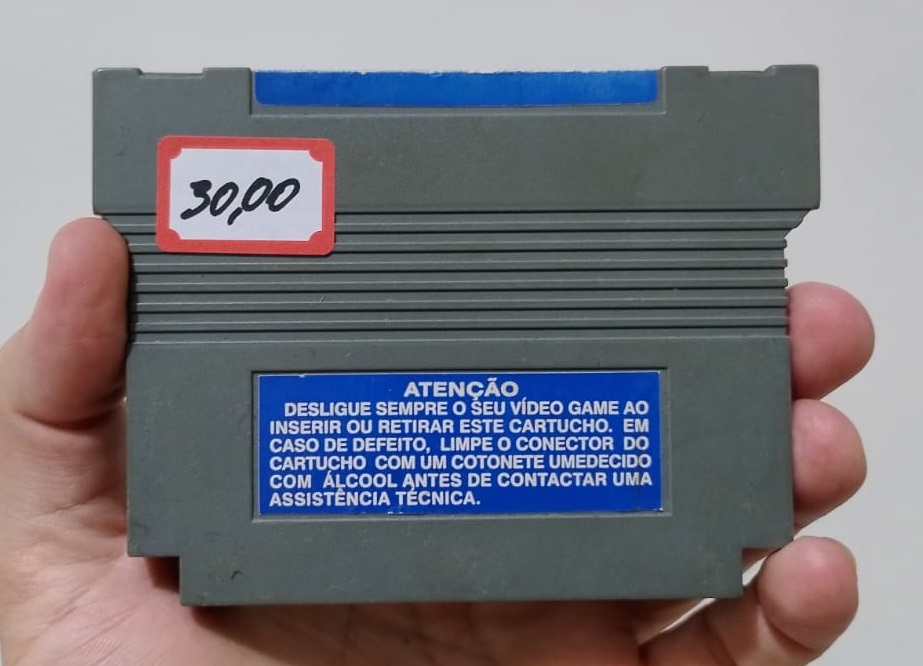 30,00
ATENÇÃO
DESLIGUE SEMPRE O SEU VÍDEO GAME AO
INSERIR OU RETIRAR ESTE CARTUCHO. EM
CASO DE DEFEITO, LIMPE O CONECTOR DO
CARTUCHO COM UM COTONETE UMEDECIDO
COM ÁLCOOL ANTES DE CONTACTAR UMA
ASSISTÊNCIA TÉCNICA.